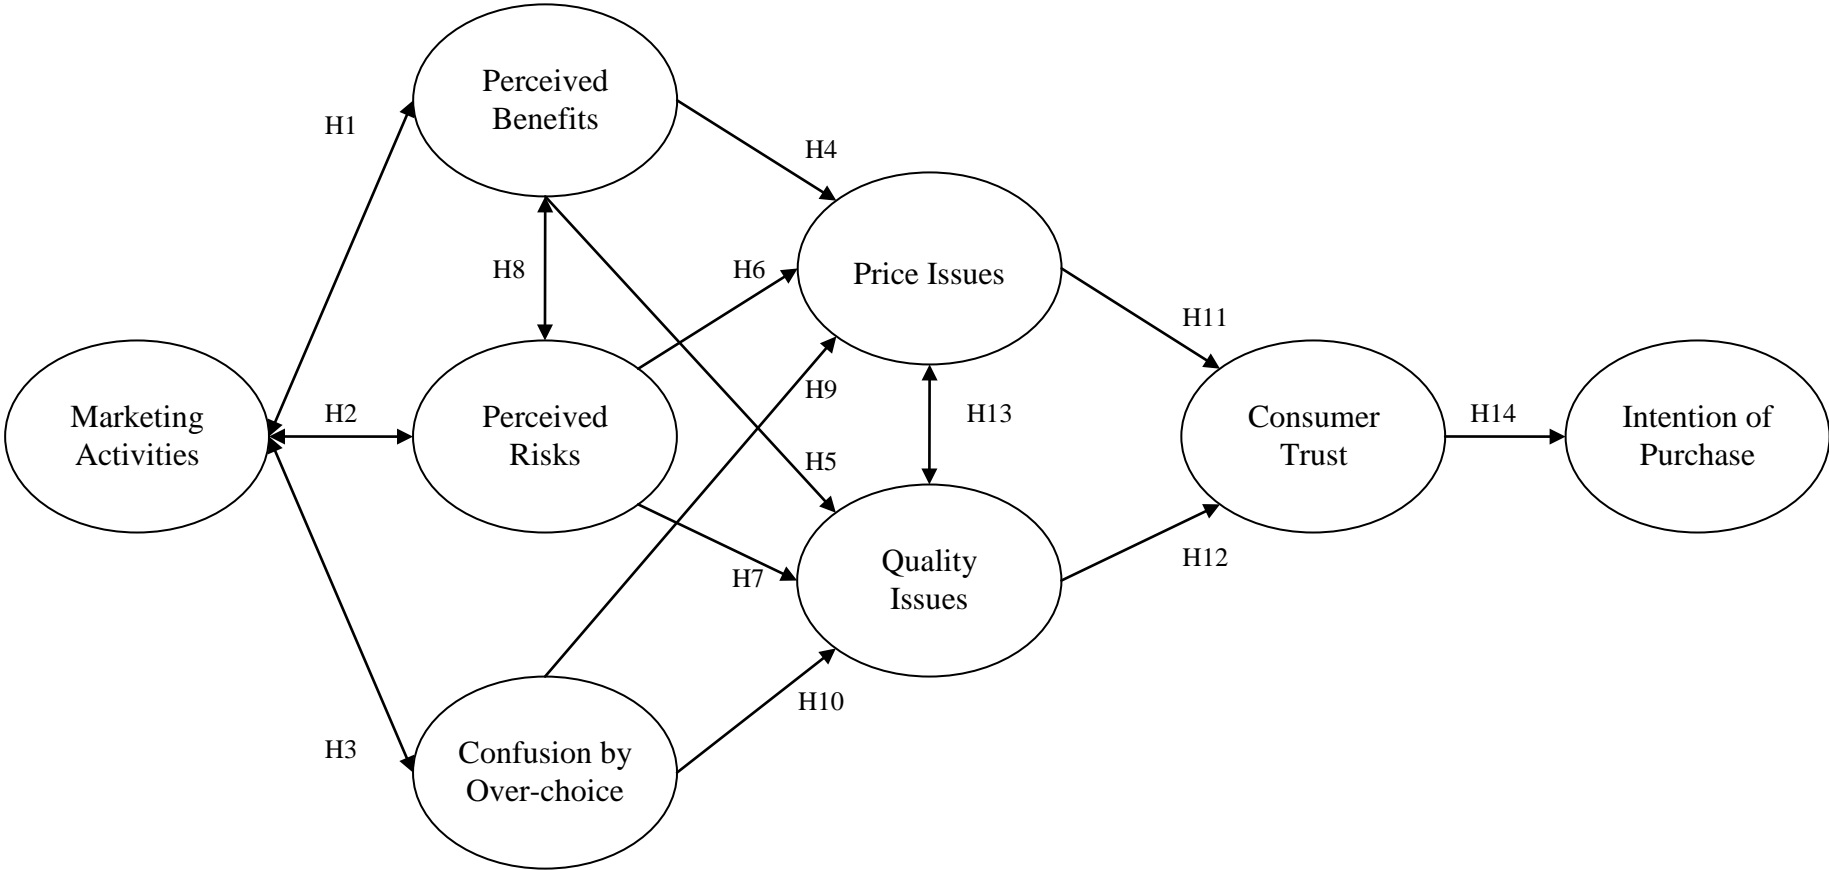 Perceived
Benefits
H1
H4
H8
H6
Price Issues
H11
H9
Marketing
Activities
H2
Perceived
Risks
H13
Consumer
Trust
H14
Intention of
Purchase
H5
H7
Quality
Issues
H12
H3
Confusion by
Over-choice
H10